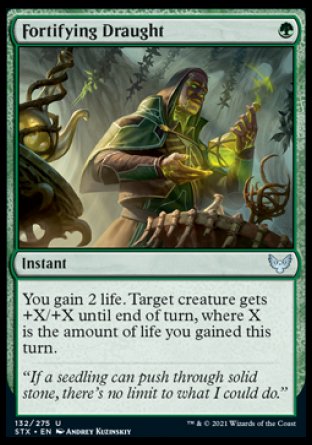 Fortifying Draught
Instant
You gain 2 life. Target creature gets
+X/+X until end of turn, where X
is the amount of life you gained this
turn.
“If a seedling can push through solid
stone, there’s no limit to what I could do.”
132/275 U
STX • EN Andrey Kuzinskiy
™ & © 2021 Wizards of the Coast